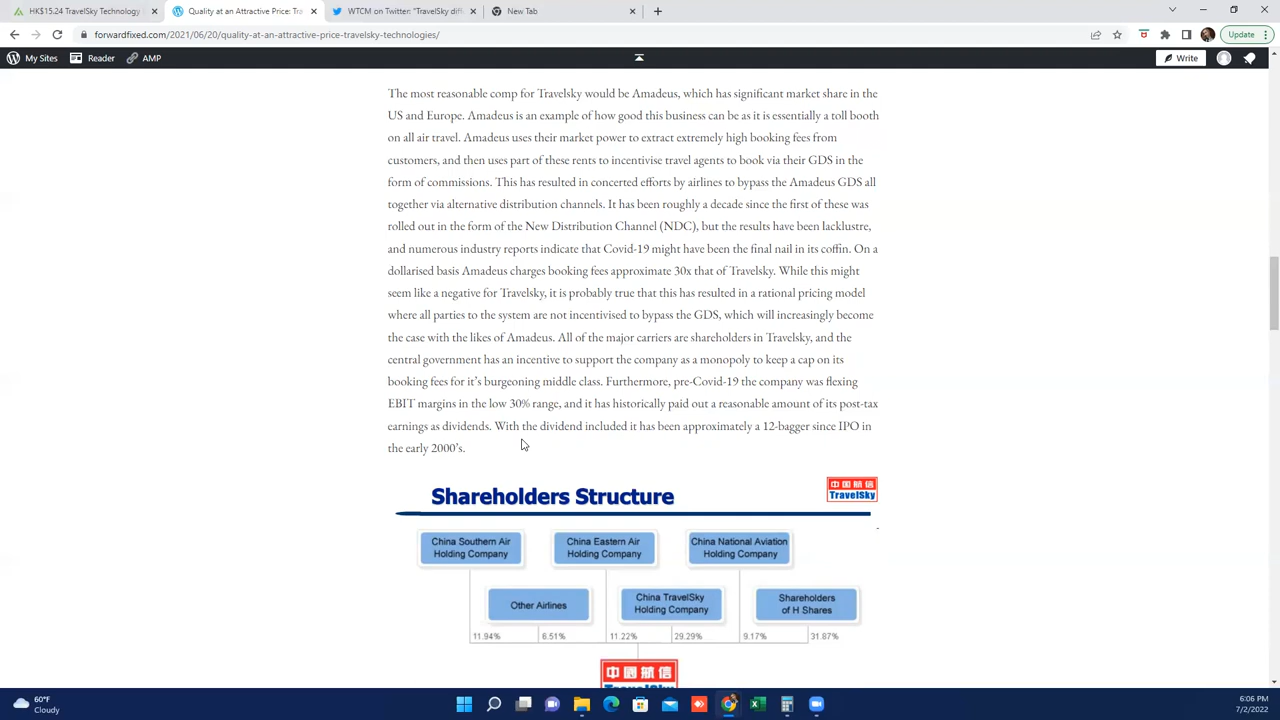 HK$15.24 TravelSky Technology
Quality at an Attractive Price: Tra
WTCM on Twitter: "TravelSky diff
New Tab
forwardfixed.com/2021/06/20/quality-at-an-attractive-price-travelsky-technologies/
Update
My Sites
Reader
AMP
Write
The most reasonable comp for Travelsky would be Amadeus, which has significant market share in the
US and Europe. Amadeus is an example of how good this business can be as it is essentially a toll booth
on all air travel. Amadeus uses their market power to extract extremely high booking fees from
customers, and then uses part of these rents to incentivise travel agents to book via their GDS in the
form of commissions. This has resulted in concerted efforts by airlines to bypass the Amadeus GDS all
together via alternative distribution channels. It has been roughly a decade since the first of these was
rolled out in the form of the New Distribution Channel (NDC), but the results have been lacklustre,
and numerous industry reports indicate that Covid-19 might have been the final nail in its coffin. On a
dollarised basis Amadeus charges booking fees approximate 30x that of Travelsky. While this might
seem like a negative for Travelsky, it is probably true that this has resulted in a rational pricing model
where all parties to the system are not incentivised to bypass the GDS, which will increasingly become
the case with the likes of Amadeus. All of the major carriers are shareholders in Travelsky, and the
central government has an incentive to support the company as a monopoly to keep a cap on its
booking fees for it's burgeoning middle class. Furthermore, pre-Covid-19 the company was flexing
EBIT margins in the low 30% range, and it has historically paid out a reasonable amount of its post-tax
earnings as dividends. With the dividend included it has been approximately a 12-bagger since IPO in
the early 2000's.
Shareholders Structure
中国航信
TravelSky
China Southern Air
Holding Company
China Eastern Air
Holding Company
China National Aviation
Holding Company
Other Airlines
China TravelSky
Holding Company
Shareholders
of H Shares
11.94%
6.51%
11.22%
29.29%
9.17%
31.87%
中國航信
TravelSky
60°F
Cloudy
6:06 PM
7/2/2022